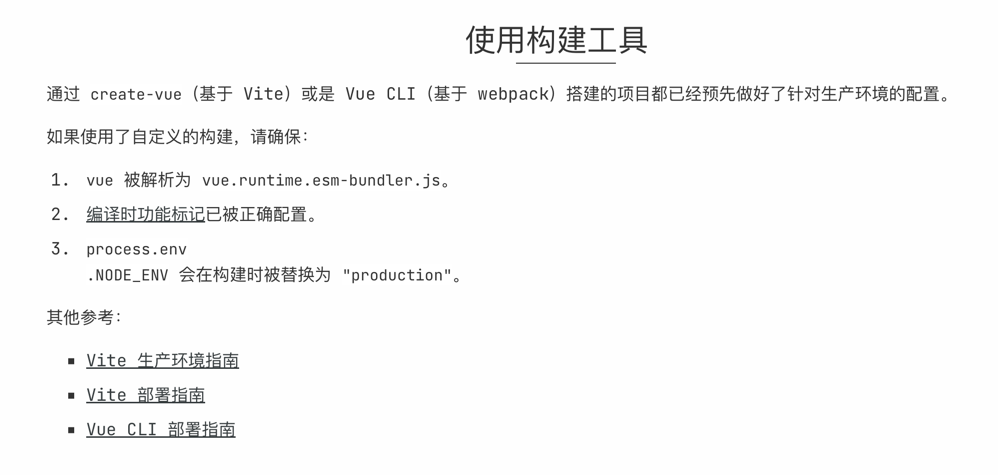 使用构建工具
通过 create-vue（基于 Vite）或是 Vue CLI（基于 webpack）搭建的项目都已经预先做好了针对生产环境的配置。
如果使用了自定义的构建，请确保：
1. vue 被解析为 vue.runtime.esm-bundler.js。
2. 编译时功能标记已被正确配置。
3. process.env
.NODE_ENV 会在构建时被替换为 "production"。
其他参考：
▪ Vite 生产环境指南
▪ Vite 部署指南
▪ Vue CLI 部署指南